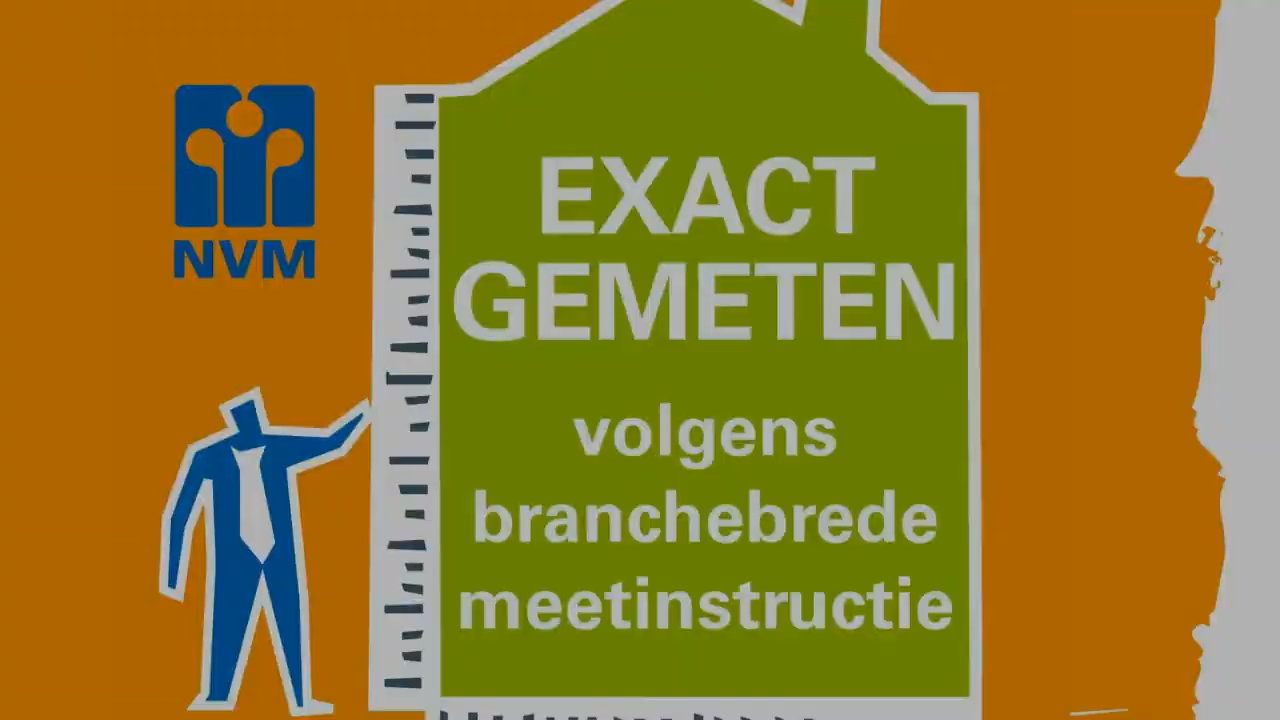 NVM
EXACT
GEMETEN
volgens
branchebrede
meetinstructie